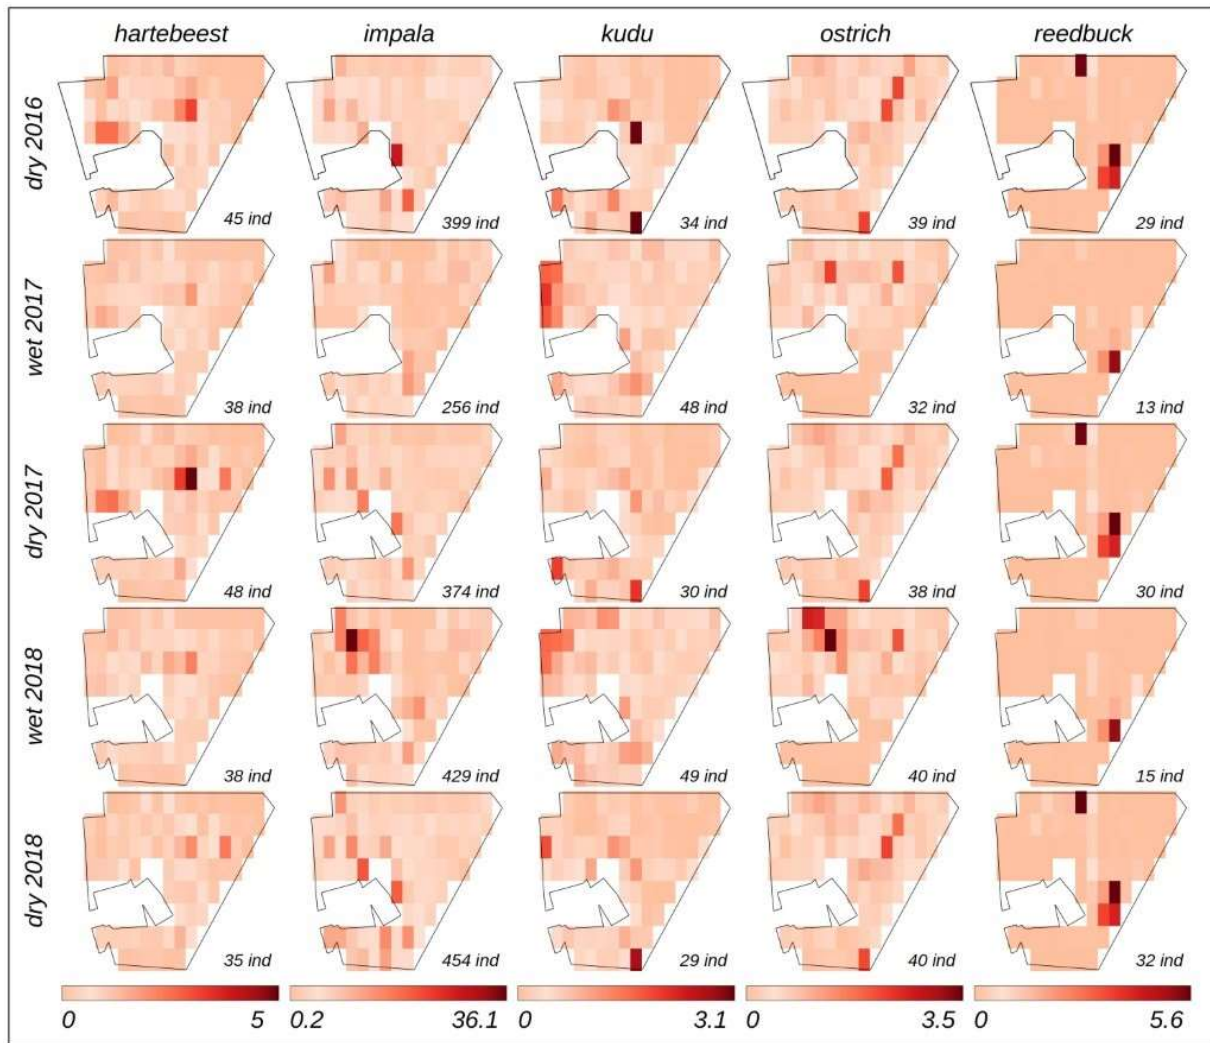 hartebeest impala kudu ostrich reedbuck
dry 2016
45 ind 399 ind 34 ind 39 ind 29 ind
wet 2017
38 ind 256 ind 48 ind 32 ind 13 ind
dry 2017
48 ind 374 ind 30 ind 38 ind 30 ind
wet 2018
38 ind 429 ind 49 ind 40 ind 15 ind
dry 2018
35 ind 454 ind 29 ind 40 ind 32 ind
0 5 0.2 36.1 0 3.1 0 3.5 0 5.6